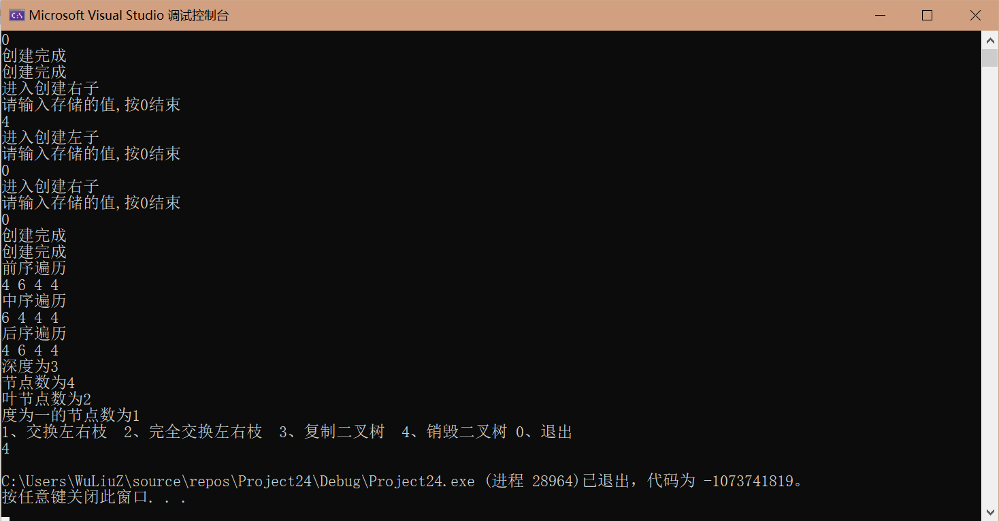 Microsoft Visual Studio 调试控制台
0
创建完成
创建完成
进入创建右子
请输入存储的值,按0结束
4
进入创建左子
请输入存储的值,按0结束
0
进入创建右子
请输入存储的值,按0结束
0
创建完成
创建完成
前序遍历
4 6 4 4
中序遍历
6 4 4 4
后序遍历
4 6 4 4
深度为3
节点数为4
叶节点数为2
度为一的节点数为1
1、交换左右枝  2、完全交换左右枝  3、复制二叉树  4、销毁二叉树 0、退出
4
C:\Users\WuLiuZ\source\repos\Project24\Debug\Project24.exe (进程 28964)已退出，代码为 -1073741819。
按任意键关闭此窗口. . .